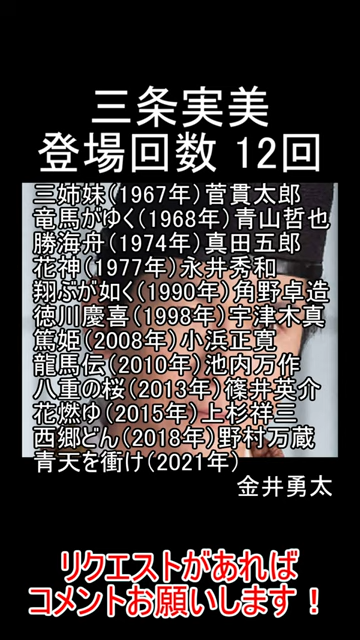 三条実美
登場回数 12回
三姉妹（1967年）菅貫太郎
竜馬がゆく（1968年）青山哲也
勝海舟（1974年）真田五郎
花神（1977年）永井秀和
翔ぶが如く（1990年）角野卓造
徳川慶喜（1998年）宇津木真
篤姫（2008年）小浜正寛
龍馬伝（2010年）池内万作
八重の桜（2013年）篠井英介
花燃ゆ（2015年）上杉祥三
西郷どん（2018年）野村万蔵
青天を衝け（2021年）
金井勇太
リクエストがあれば
コメントお願いします！